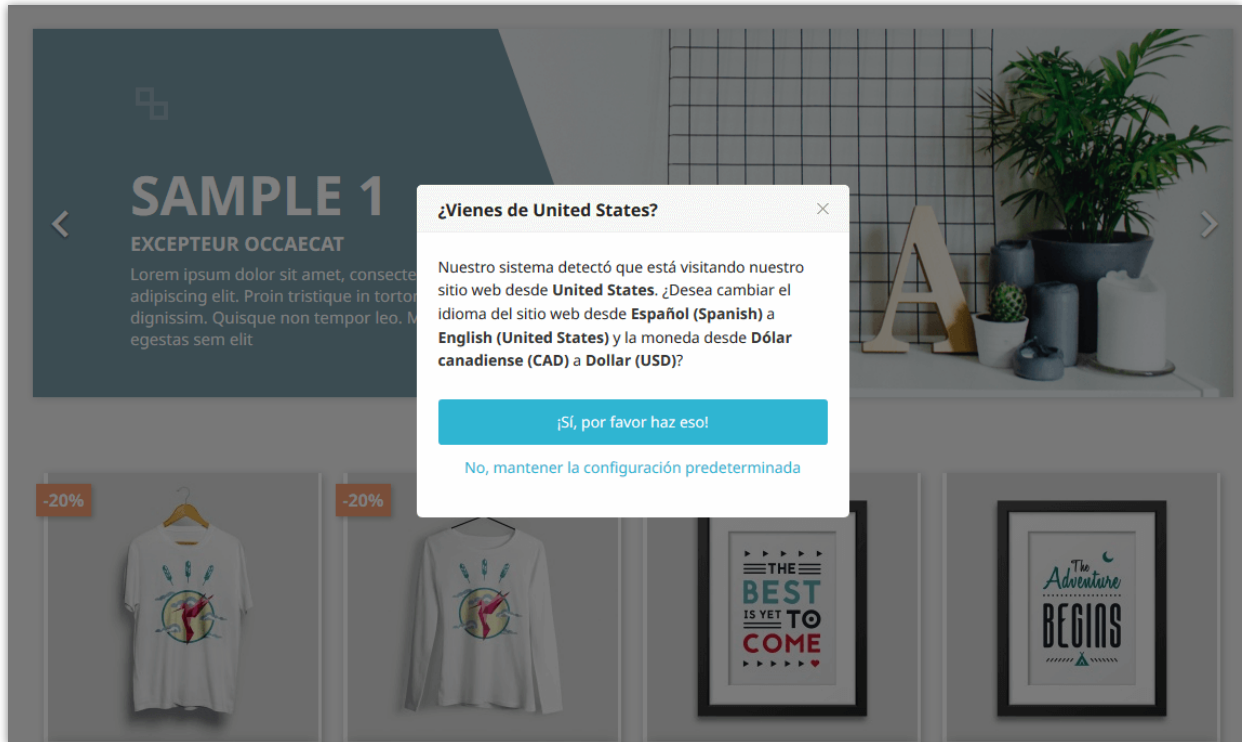 SAMPLE 1
EXCEPTEUR OCCAECAT
Lorem ipsum dolor sit amet, consecte
adipiscing elit. Proin tristique in tortor
dignissim. Quisque non tempor leo. M
egestas sem elit
¿Vienes de United States?
Nuestro sistema detectó que está visitando nuestro
sitio web desde United States. ¿Desea cambiar el
idioma del sitio web desde Español (Spanish) a
English (United States) y la moneda desde Dólar
canadiense (CAD) a Dollar (USD)?
¡Sí, por favor haz eso!
No, mantener la configuración predeterminada
A
-20%
-20%
THE
BEST
IS YET TO
COME
The
Adventure
BEGINS